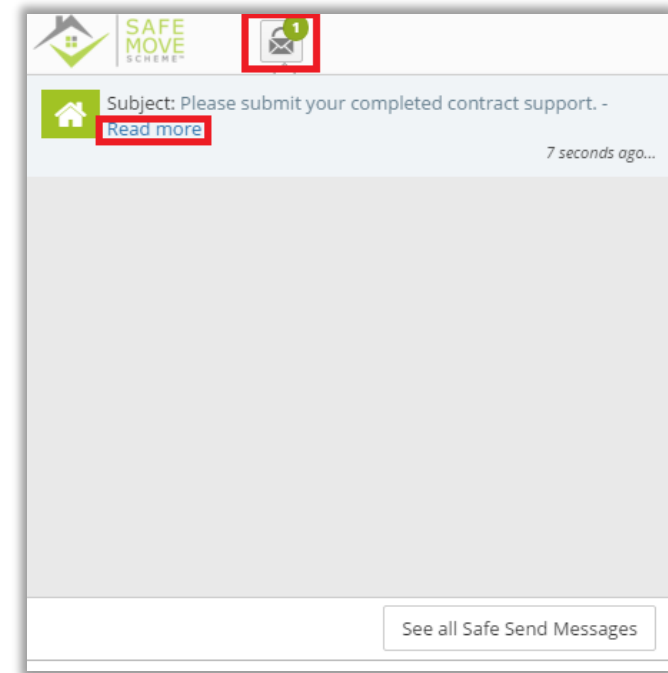 SAFE
MOVE
SCHEME™
1
Subject: Please submit your completed contract support. -
Read more
7 seconds ago...
See all Safe Send Messages